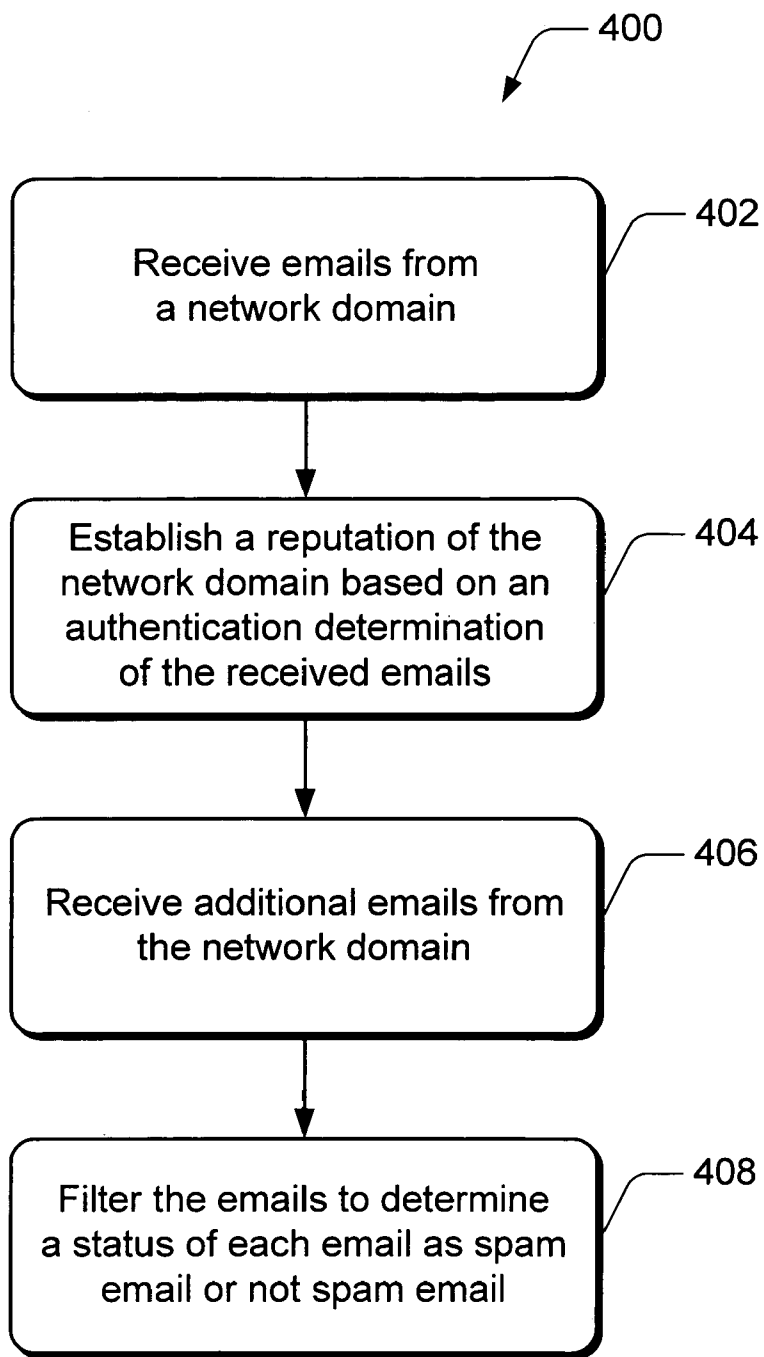 400
402
Receive emails from
a network domain
404
Establish a reputation of the
network domain based on an
authentication determination
of the received emails
406
Receive additional emails from
the network domain
408
Filter the emails to determine
a status of each email as spam
email or not spam email